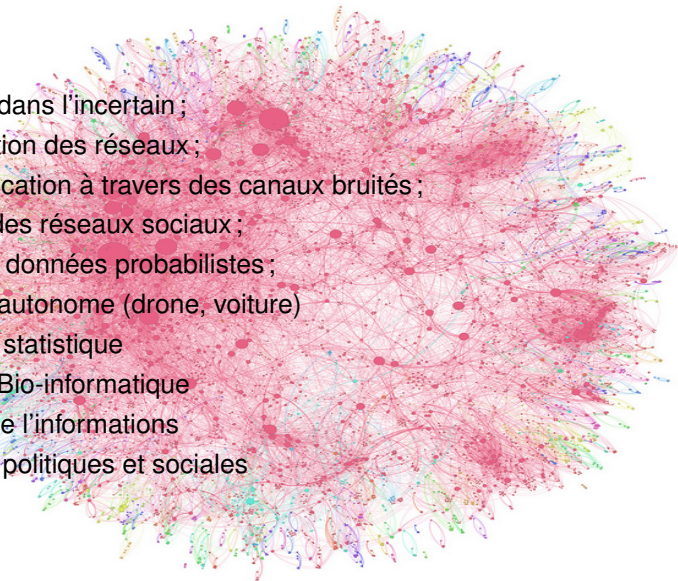 dans l'incertain ;
tion des réseaux ;
cation à travers des canaux bruités ;
des réseaux sociaux ;
données probabilistes ;
autonome (drone, voiture)
statistique
Bio-informatique
e l'informations
politiques et sociales